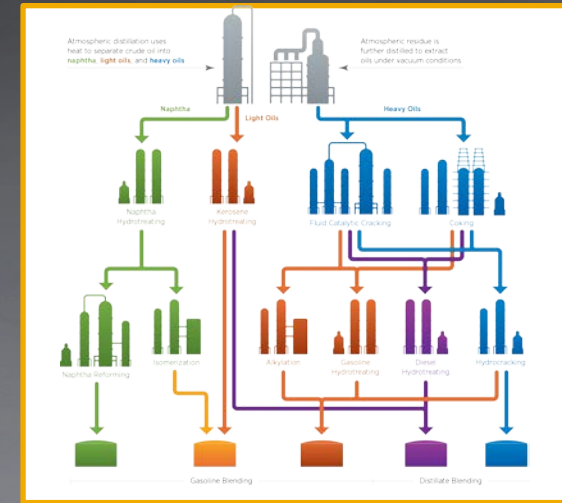 Atmospheric distillation uses
heat to separate crude oil into
naphtha, light oils, and heavy oils
Atmospheric residue is
further distilled to extract
oils under vacuum conditions
Naphtha
Light Oils
Heavy Oils
Naphtha
Hydrotreating
Kerosene
Hydrotreating
Fluid Catalytic Cracking
Coking
Naphtha Reforming
Isomerization
Alkylation
Gasoline
Hydrotreating
Diesel
Hydrotreating
Hydrocracking
Gasoline Blending
Distillate Blending